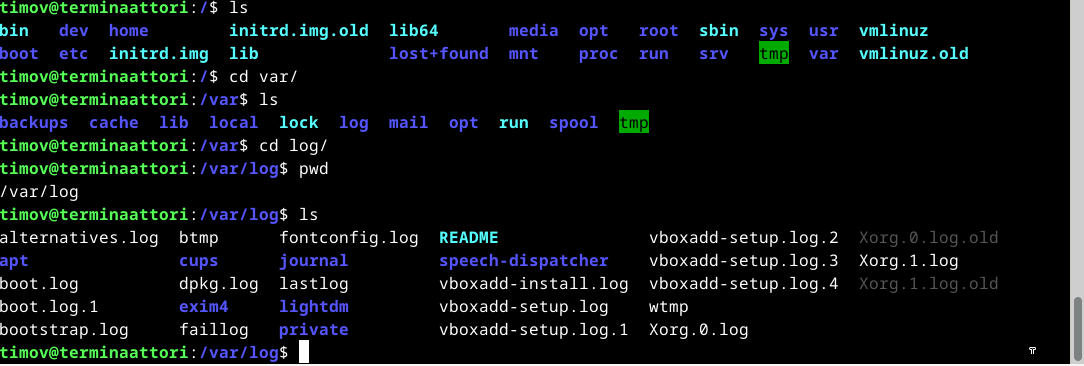 timov@terminaattori:/$ ls
bin   dev  home        initrd.img.old  lib64       media  opt   root  sbin  sys  usr  vmlinuz
boot  etc  initrd.img  lib             lost+found  mnt    proc  run   srv   tmp  var  vmlinuz.old
timov@terminaattori:/$ cd var/
timov@terminaattori:/var$ ls
backups  cache  lib  local  lock  log  mail  opt  run  spool  tmp
timov@terminaattori:/var$ cd log/
timov@terminaattori:/var/log$ pwd
/var/log
timov@terminaattori:/var/log$ ls
alternatives.log  btmp      fontconfig.log  README               vboxadd-setup.log.2  Xorg.0.log.old
apt               cups      journal         speech-dispatcher    vboxadd-setup.log.3  Xorg.1.log
boot.log          dpkg.log  lastlog         vboxadd-install.log  vboxadd-setup.log.4  Xorg.1.log.old
boot.log.1        exim4     lightdm         vboxadd-setup.log    wtmp
bootstrap.log     faillog   private         vboxadd-setup.log.1  Xorg.0.log
timov@terminaattori:/var/log$